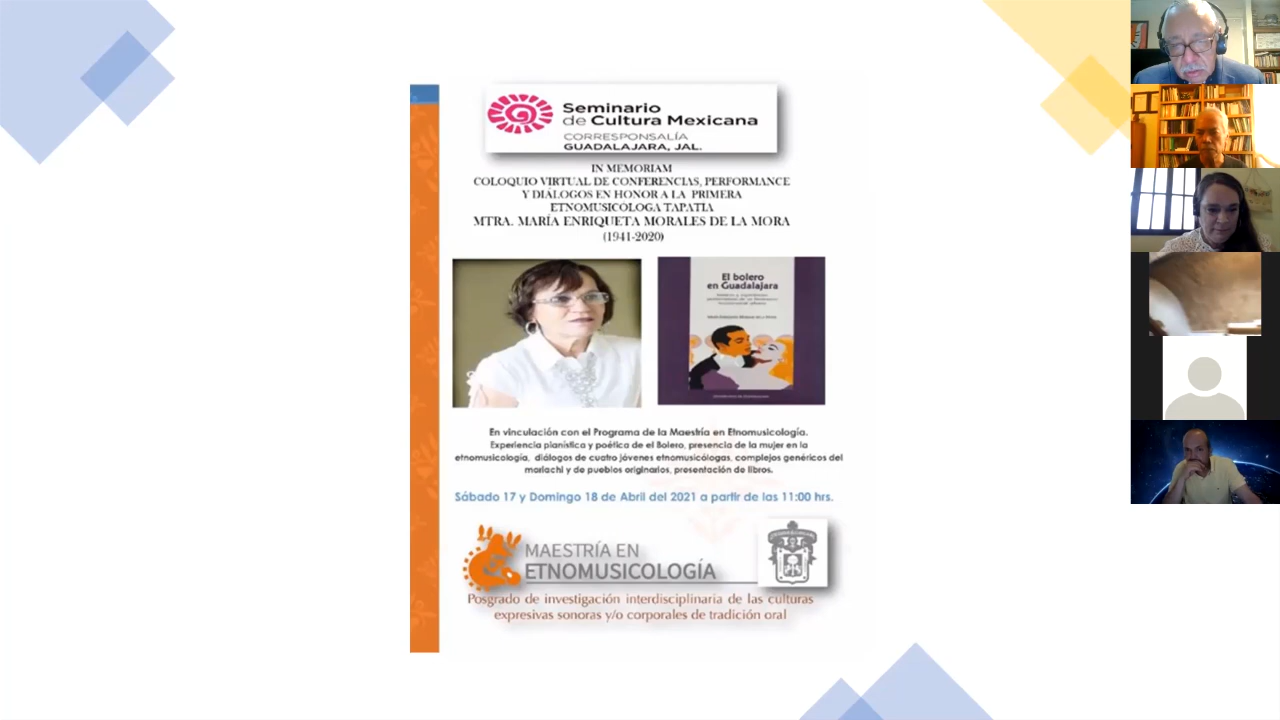 Seminario
de Cultura Mexicana
CORRESPONSALÍA
GUADALAJARA, JAL.
IN MEMORIAM
COLOQUIO VIRTUAL DE CONFERENCIAS, PERFORMANCE
Y DIÁLOGOS EN HONOR A LA PRIMERA
ETNOMUSICÓLOGA TAPATÍA
MTRA. MARÍA ENRIQUETA MORALES DE LA MORA
(1941-2020)
El bolero
en Guadalajara
En vinculación con el Programa de la Maestría en Etnomusicología.
Experiencia pianística y poética de el Bolero, presencia de la mujer en la
etnomusicología, diálogos de cuatro jóvenes etnomusicólogas, complejos genéricos del
mariachi y de pueblos originarios, presentación de libros.
Sábado 17 y Domingo 18 de Abril del 2021 a partir de las 11:00 hrs.
MAESTRÍA EN
ETNOMUSICOLOGÍA
Posgrado de investigación interdisciplinaria de las culturas
expresivas sonoras y/o corporales de tradición oral